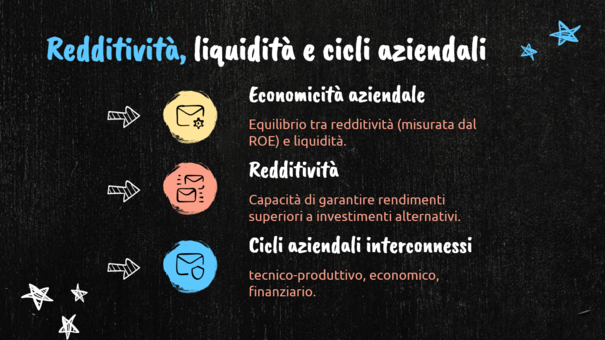 Redditività, liquidità e cicli aziendali
Economicità aziendale
Equilibrio tra redditività (misurata dal
ROE) e liquidità.
Redditività
Capacità di garantire rendimenti
superiori a investimenti alternativi.
Cicli aziendali interconnessi
tecnico-produttivo, economico,
finanziario.